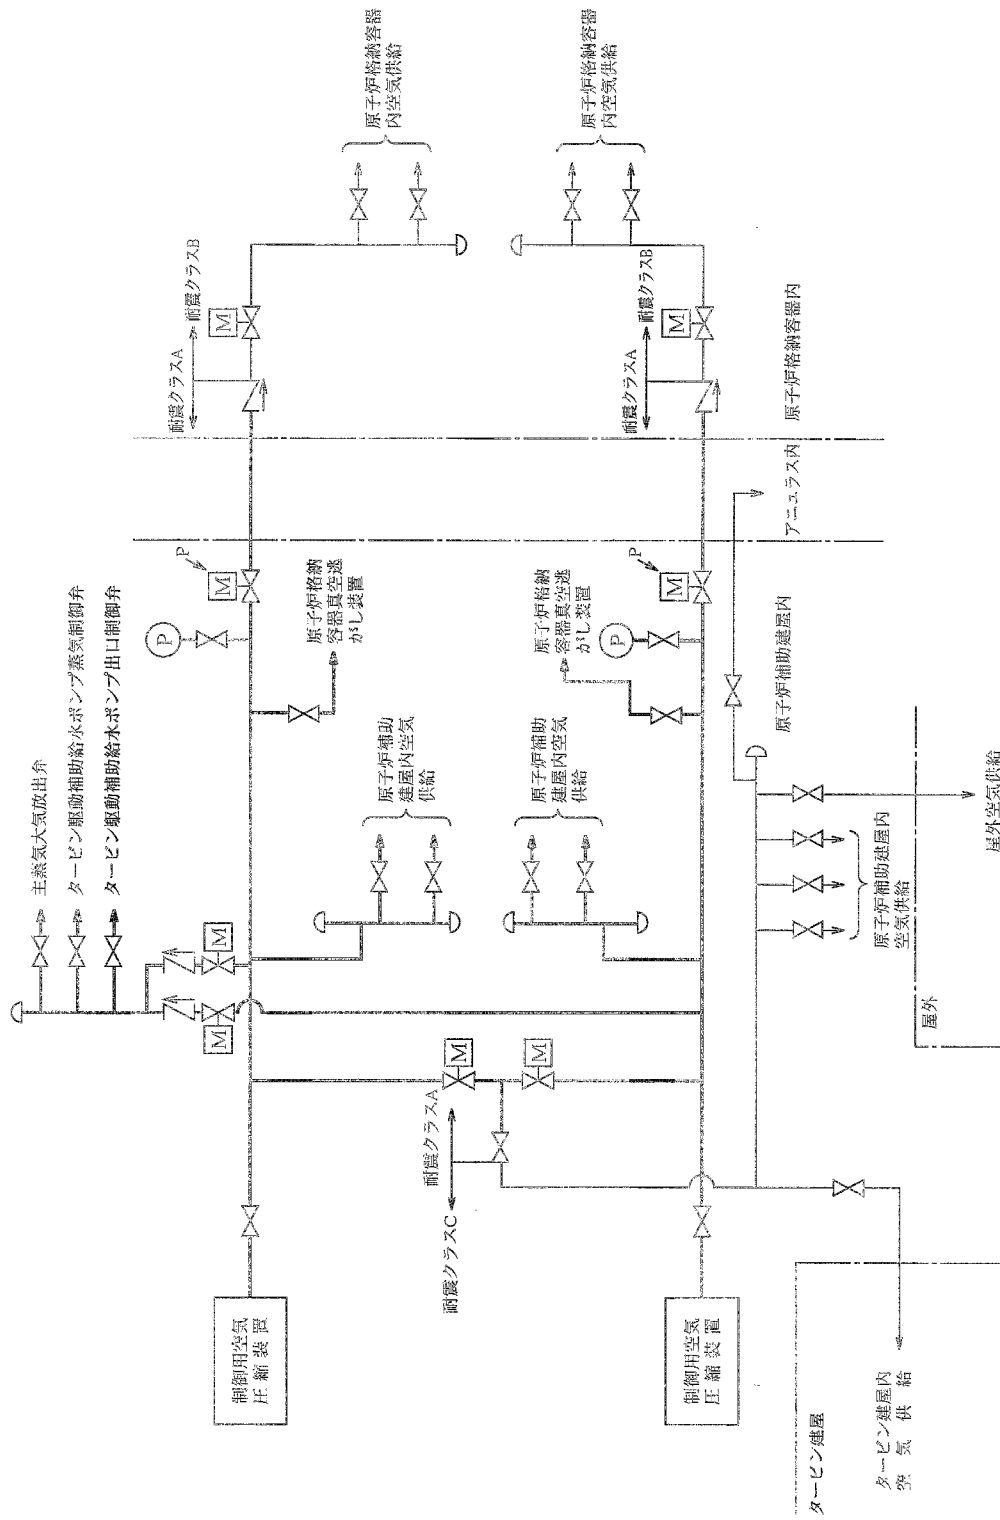 主蒸気大気放出弁
タービン駆動補助給水ポンプ蒸気制御弁
タービン駆動補助給水ポンプ出口制御弁
制御用空気
圧縮装置
M
M
P
M
P
耐震クラスA
耐震クラスB
M
原子炉格納
容器真空逃
がし装置
原子炉補助
建屋内空気
供給
原子炉格納容器
内空気供給
耐震クラスA
耐震クラスC
M
M
原子炉補助
建屋内空気
供給
原子炉格納
容器真空逃
がし装置
P
M
P
耐震クラスA
耐震クラスB
M
原子炉格納容器
内空気供給
制御用空気
圧縮装置
原子炉補助建屋内
アニュラス内
原子炉格納容器内
タービン建屋
タービン建屋内
空気供給
原子炉補助建屋内
空気供給
屋外
屋外空気供給